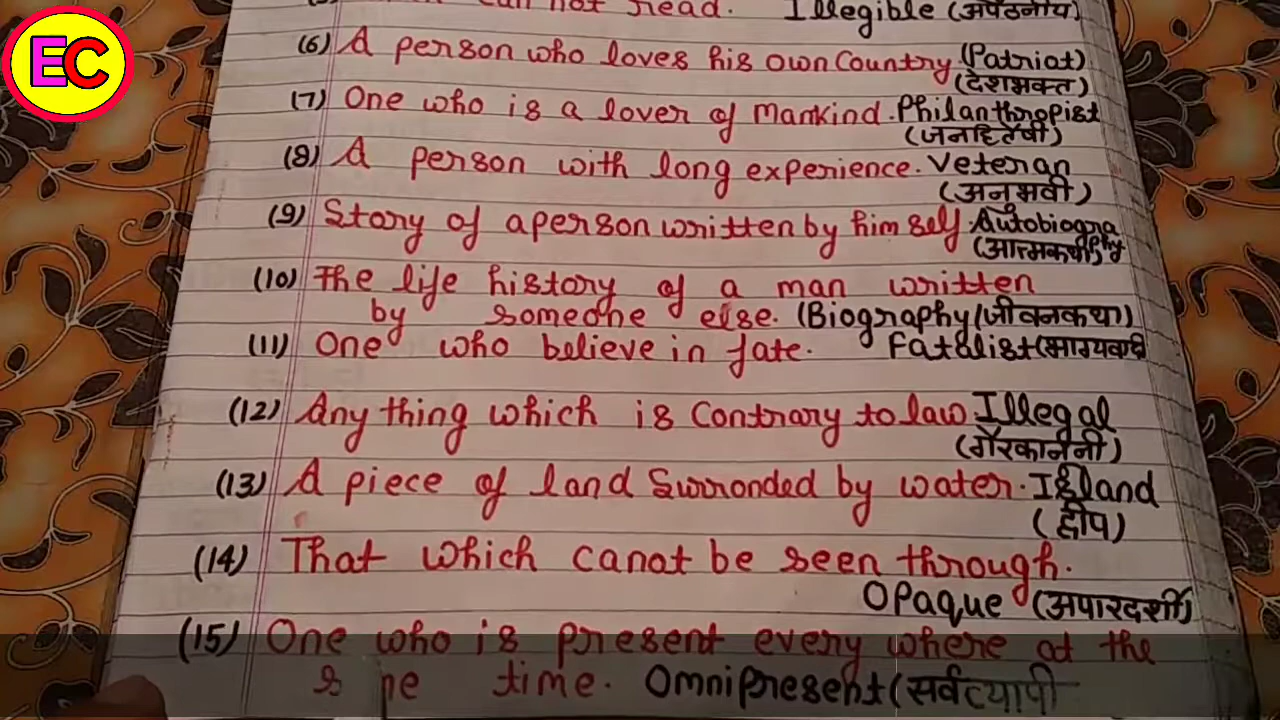 EC
can not read. Illegible (अपठनीय)
(6) A person who loves his own Country (Patriot)
(देशभक्त)
(7) One who is a lover of Mankind. Philanthropist
(जनहितैषी)
(8) A person with long experience. Veteran
(अनुभवी)
(9) Story of a person written by him self. Autobiography
(आत्मकथा)
(10) The life history of a man written
by someone else. (Biography/जीवनकथा)
(11) One who believe in fate. Fatalist (भाग्यवादी
(12) Any thing which is Contrary to law. Illegal
(गैरकानूनी)
(13) A piece of land Surronded by water. Island
(द्वीप)
(14) That which canot be seen through.
Opaque (अपारदर्शी)
(15) One who is present every where at the
time. Omnipresent (सर्वव्यापी